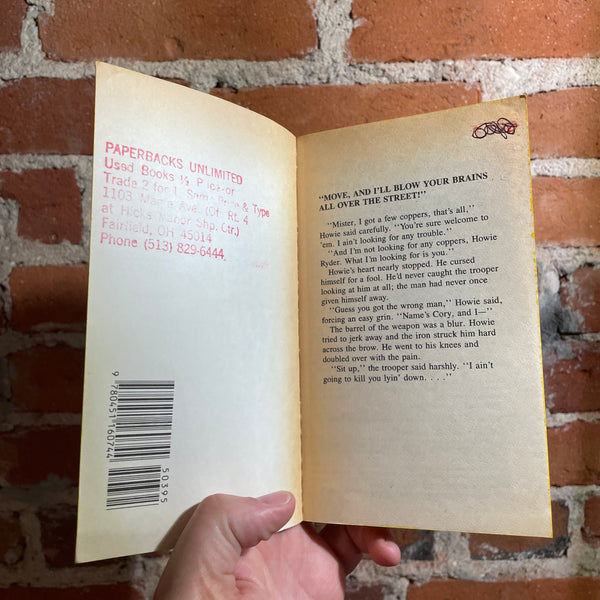 PAPERBACKS UNLIMITED
Used Books ½ Price or
Trade 2 for 1 Same Price & Type
1103 Magie Ave. (Of. Rt. 4
at Hicks Manor Shp. Ctr.)
Fairfield, OH 45014
Phone (513) 829-6444.
9 780451 160744
50395
"MOVE, AND I'LL BLOW YOUR BRAINS
ALL OVER THE STREET!"
"Mister, I got a few coppers, that's all,"
Howie said carefully. "You're sure welcome to
'em. I ain't looking for any trouble."
"And I'm not looking for any coppers, Howie
Ryder. What I'm looking for is you."
Howie's heart nearly stopped. He cursed
himself for a fool. He'd never caught the trooper
looking at him at all; the man had never once
given himself away.
"Guess you got the wrong man," Howie said,
forcing an easy grin. "Name's Cory, and I—"
The barrel of the weapon was a blur. Howie
tried to jerk away and the iron struck him hard
across the brow. He went to his knees and
doubled over with the pain.
"Sit up," the trooper said harshly. "I ain't
going to kill you lyin' down. . . ."